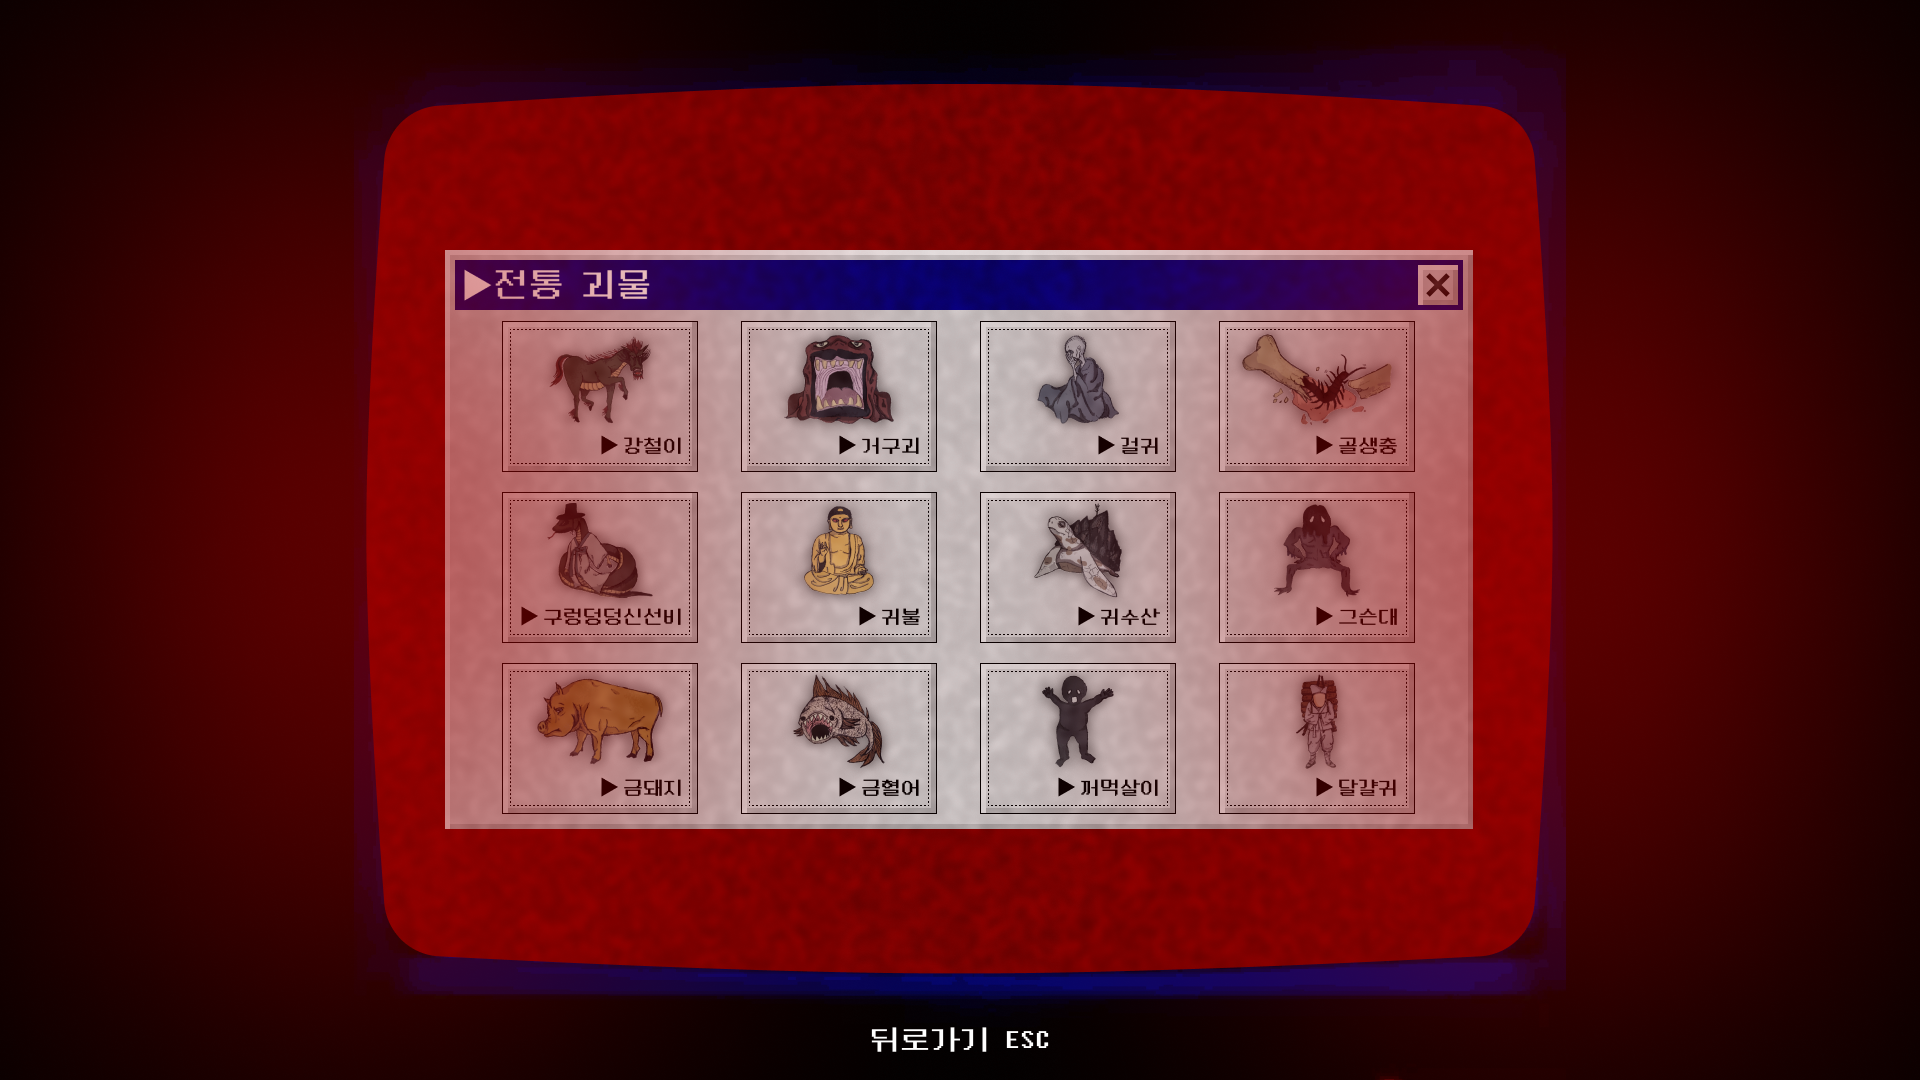 ▶전통 괴물
▶ 강철이
▶ 거구괴
▶ 걸귀
▶ 골생충
▶ 구렁덩덩신선비
▶ 귀불
▶ 귀수산
▶ 그슨대
▶ 금돼지
▶ 금혈어
▶ 꺼먹살이
▶ 달걀귀
뒤로가기 ESC